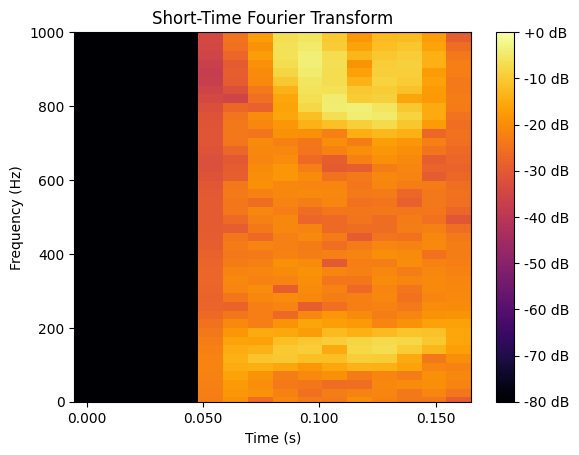 Short-Time Fourier Transform
1000
800
600
400
200
0
Frequency (Hz)
0.000
0.050
0.100
0.150
Time (s)
+0 dB
-10 dB
-20 dB
-30 dB
-40 dB
-50 dB
-60 dB
-70 dB
-80 dB